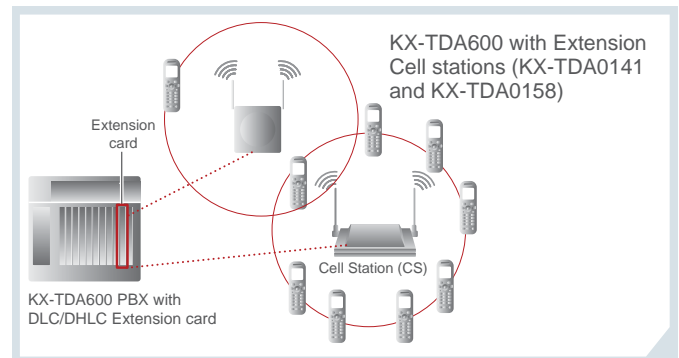 KX-TDA600 with Extension
Cell stations (KX-TDA0141
and KX-TDA0158)
Extension
card
Cell Station (CS)
KX-TDA600 PBX with
DLC/DHLC Extension card